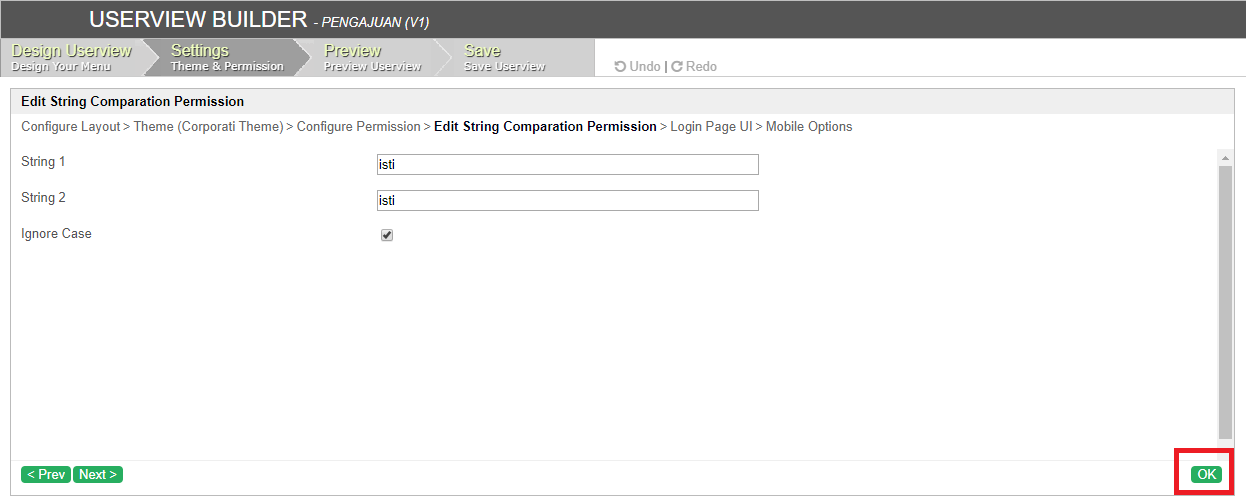 USERVIEW BUILDER - PENGAJUAN (V1)
Design Userview
Design Your Menu
Settings
Theme & Permission
Preview
Preview Userview
Save
Save Userview
Undo | Redo
Edit String Comparation Permission
Configure Layout > Theme (Corporati Theme) > Configure Permission > Edit String Comparation Permission > Login Page UI > Mobile Options
String 1 isti
String 2 isti
Ignore Case
< Prev Next > OK